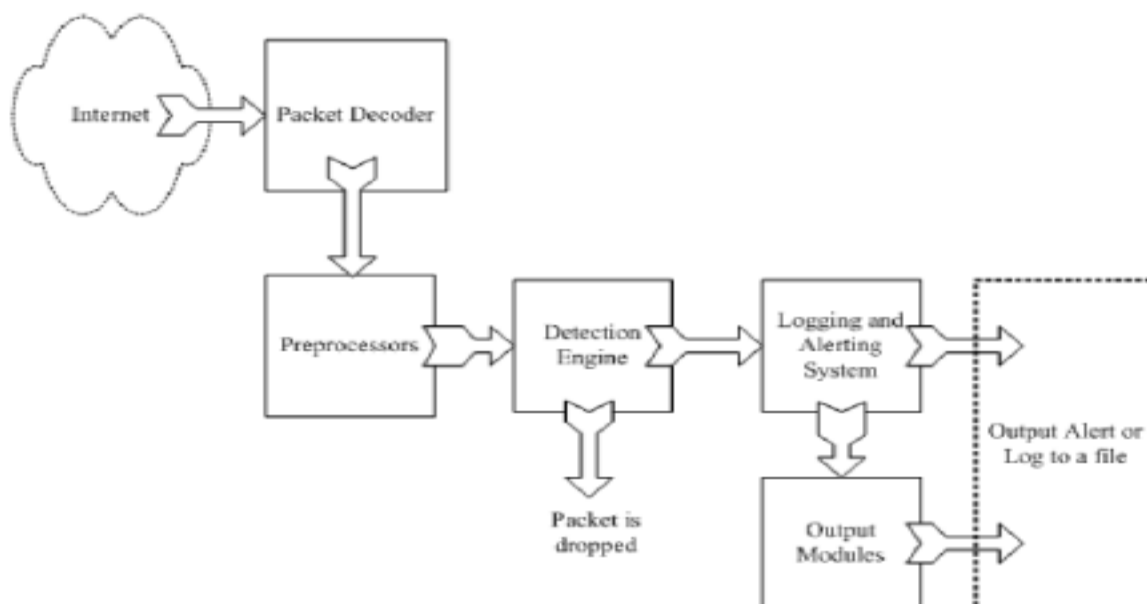 Internet
Packet Decoder
Preprocessors
Detection
Engine
Logging and
Alerting
System
Packet is
dropped
Output
Modules
Output Alert or
Log to a file